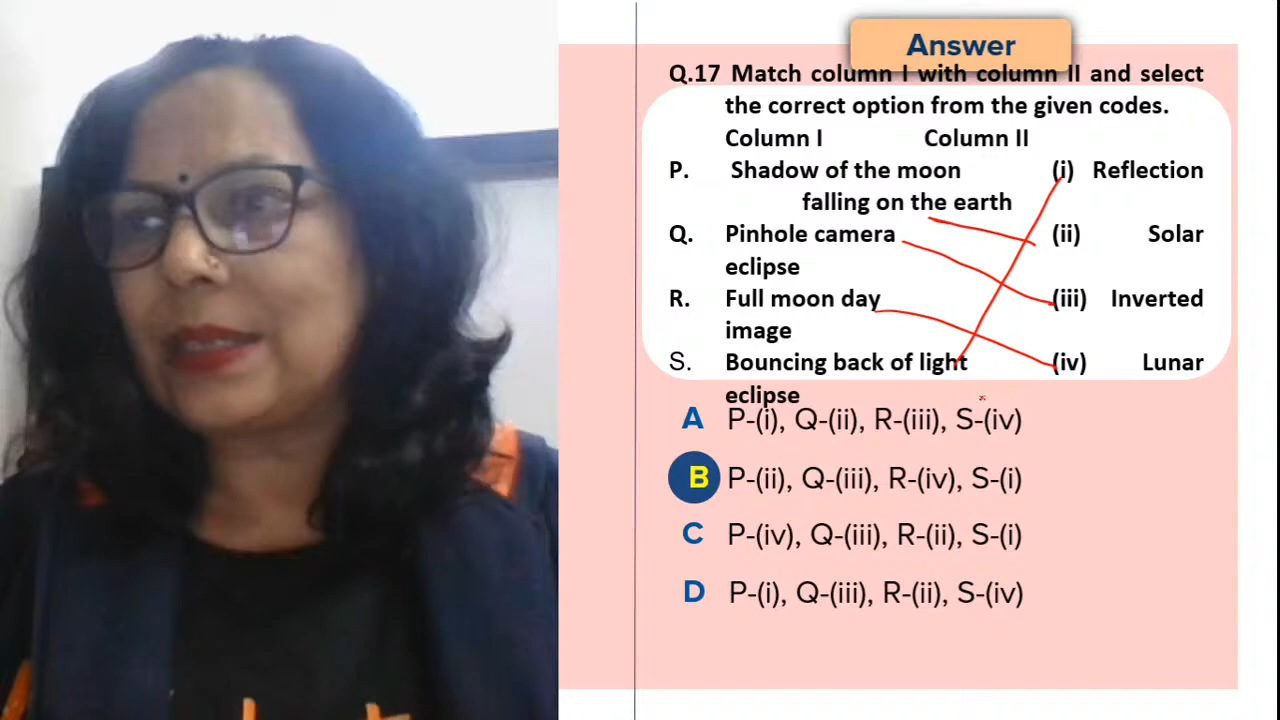 Answer
Q.17 Match column I with column II and select
the correct option from the given codes.
Column I Column II
P. Shadow of the moon (i) Reflection
falling on the earth
Q. Pinhole camera (ii) Solar
eclipse
R. Full moon day (iii) Inverted
image
S. Bouncing back of light (iv) Lunar
eclipse
A P-(i), Q-(ii), R-(iii), S-(iv)
B P-(ii), Q-(iii), R-(iv), S-(i)
C P-(iv), Q-(iii), R-(ii), S-(i)
D P-(i), Q-(iii), R-(ii), S-(iv)